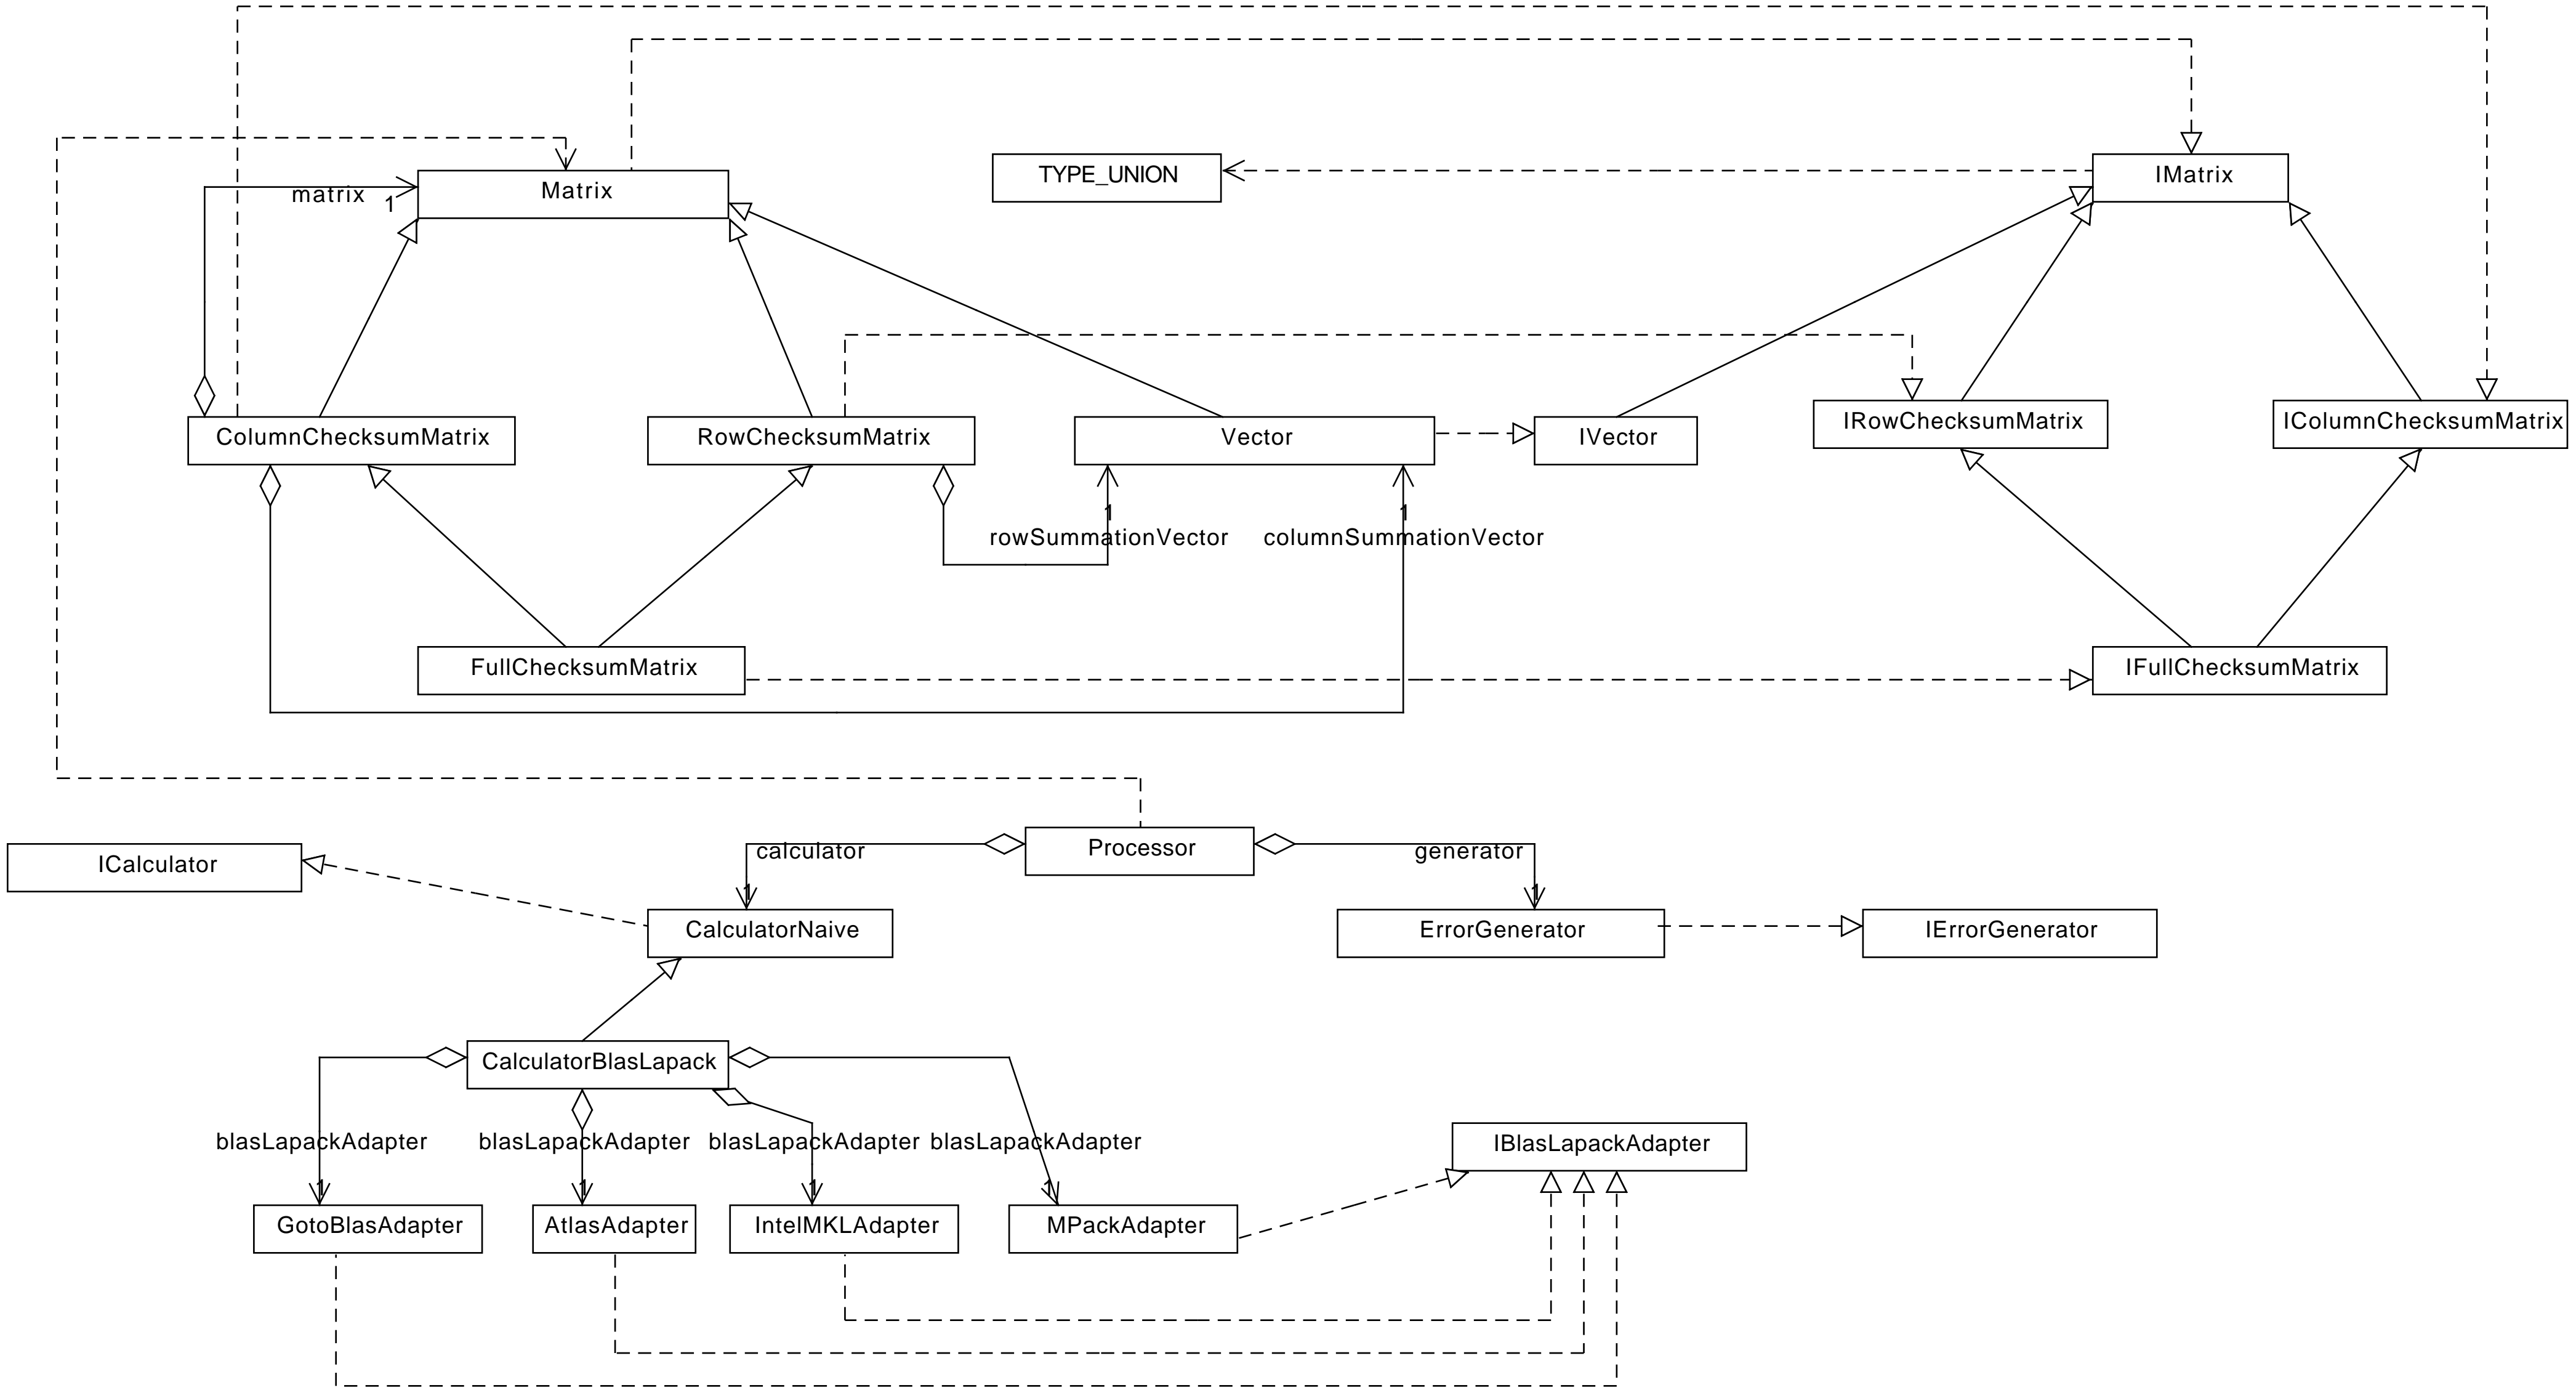 TYPE_UNION
IMatrix
matrix
1
Matrix
ColumnChecksumMatrix
RowChecksumMatrix
Vector
IVector
IRowChecksumMatrix
IColumnChecksumMatrix
1
1
rowSummationVector
columnSummationVector
FullChecksumMatrix
IFullChecksumMatrix
calculator
Processor
generator
ICalculator
1
1
CalculatorNaive
ErrorGenerator
IErrorGenerator
CalculatorBlasLapack
blasLapackAdapter
blasLapackAdapter
blasLapackAdapter
blasLapackAdapter
IBlasLapackAdapter
1
1
1
1
GotoBlasAdapter
AtlasAdapter
IntelMKLAdapter
MPackAdapter